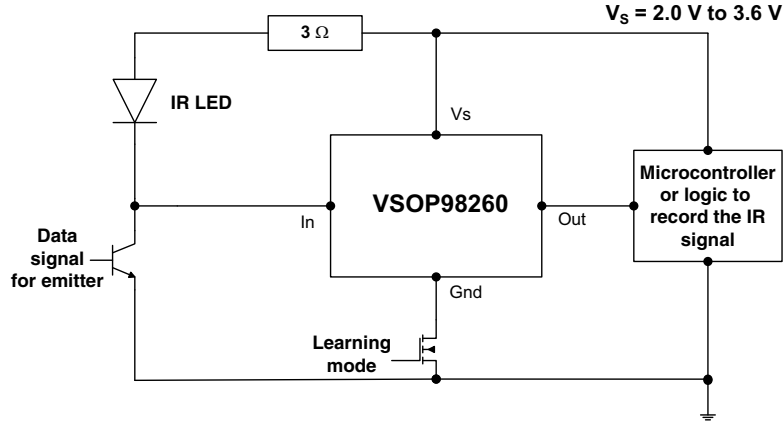 V_S = 2.0 V to 3.6 V
3 Ω
IR LED
Vs
VSOP98260
In
Out
Gnd
Microcontroller
or logic to
record the IR
signal
Data
signal
for emitter
Learning
mode